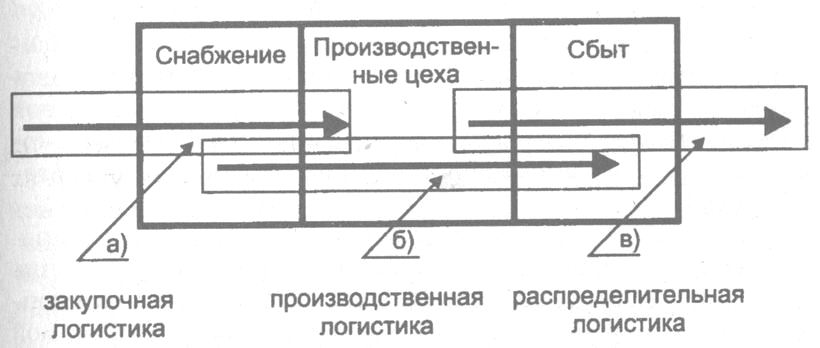 Снабжение
Производствен-
ные цеха
Сбыт
а)
б)
в)
закупочная
логистика
производственная
логистика
распределительная
логистика